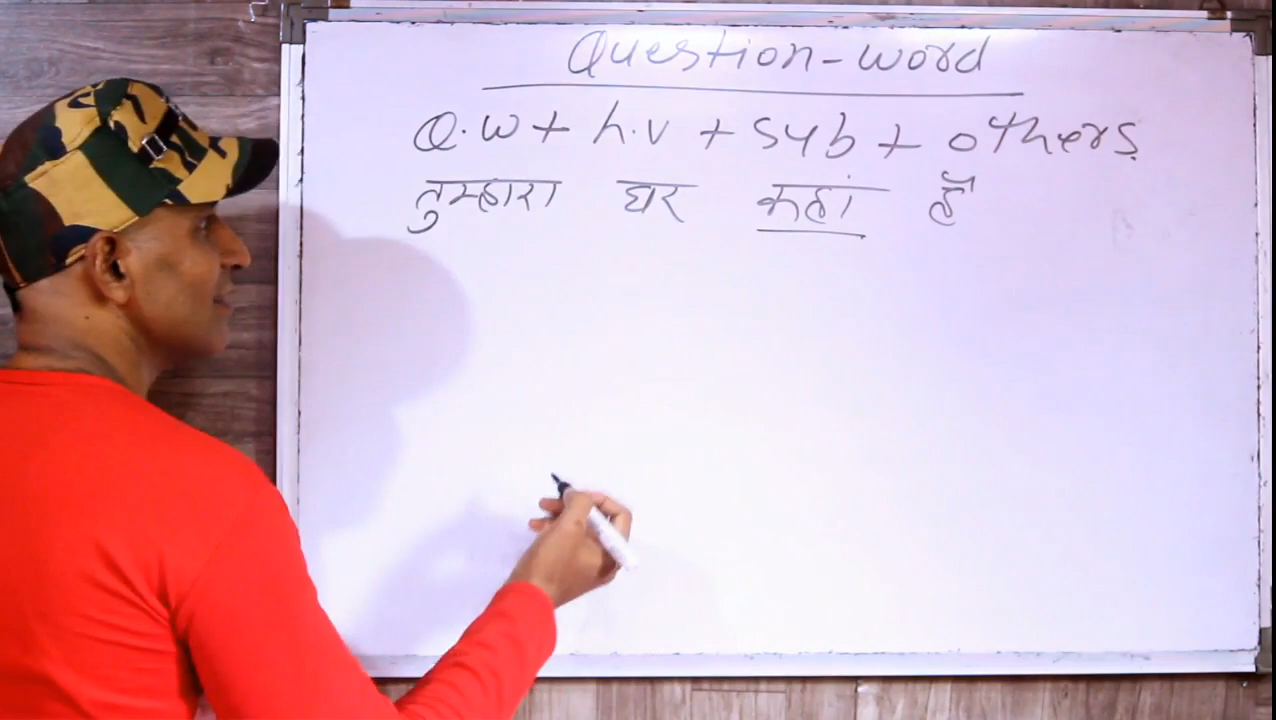 Question-word
Q.w + h.v + Sub + others.
तुम्हारा घर कहां है